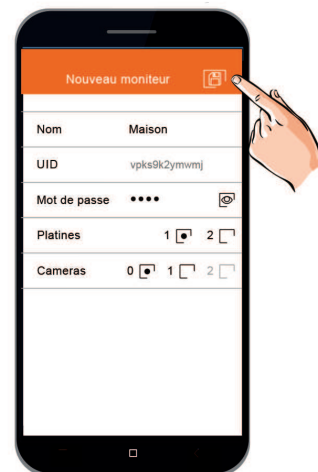 Nouveau moniteur
Nom Maison
UID vpks9k2ymwmj
Mot de passe ••••
Platines 1 2
Cameras 0 1 2